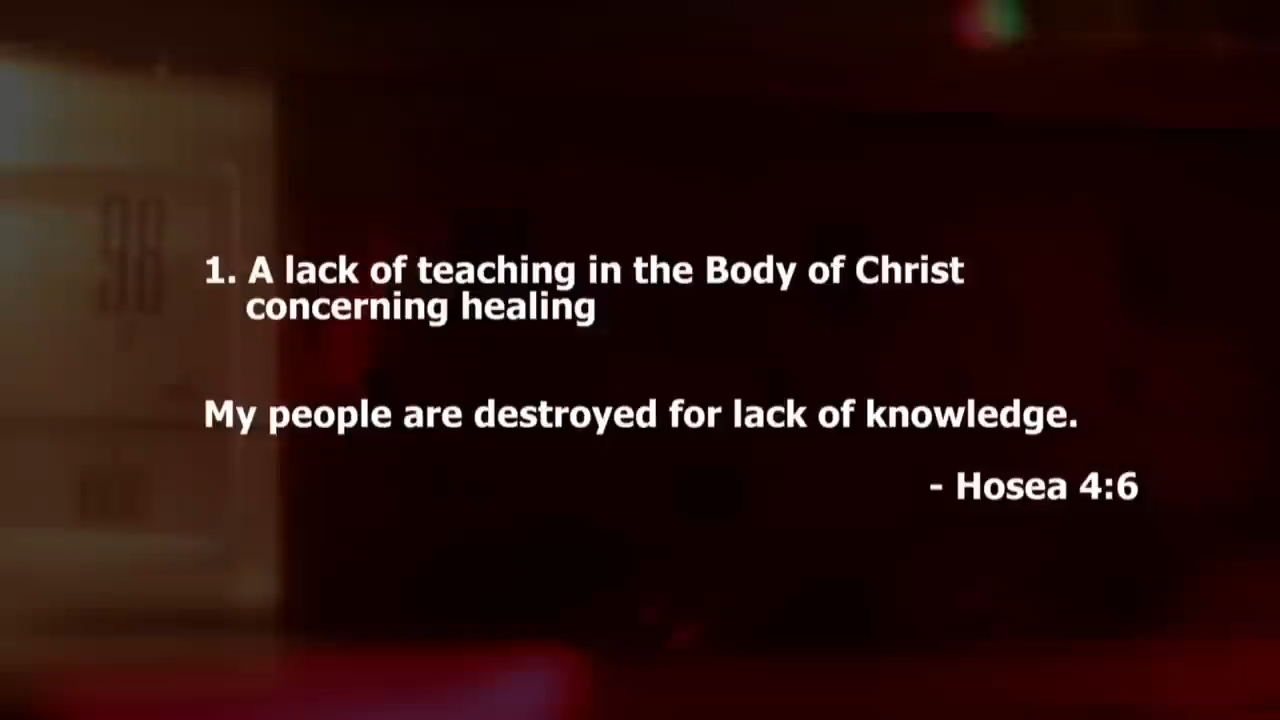 1. A lack of teaching in the Body of Christ
concerning healing
My people are destroyed for lack of knowledge.
- Hosea 4:6